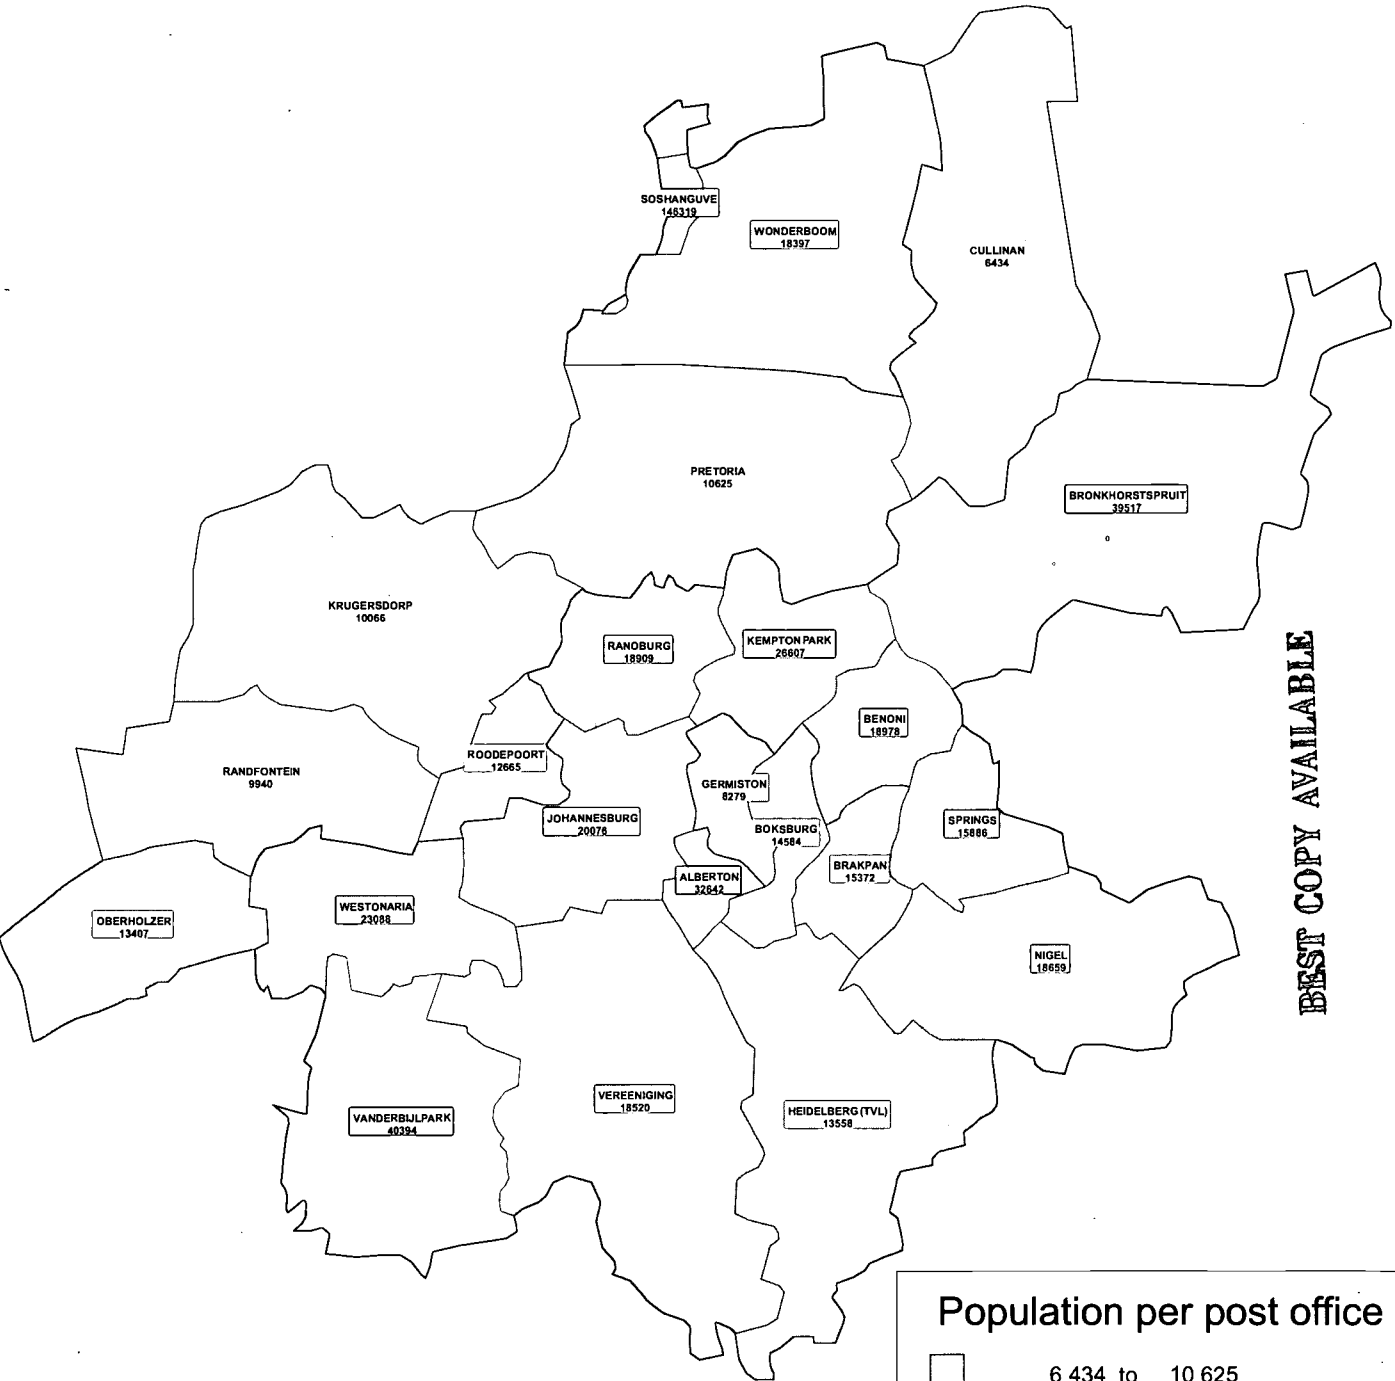 SOSHANGUVE
146319
WONDERBOOM
18397
CULLINAN
6434
PRETORIA
10625
BRONKHORSTSPRUIT
39517
KRUGERSDORP
10066
RANDBURG
18909
KEMPTON PARK
26607
BENONI
18978
ROODEPOORT
12665
RANDFONTEIN
9940
GERMISTON
8279
JOHANNESBURG
20076
BOKSBURG
14584
SPRINGS
15886
BRAKPAN
15372
ALBERTON
32642
WESTONARIA
23088
OBERHOLZER
13407
NIGEL
18659
VEREENIGING
18520
VANDERBIJLPARK
40394
HEIDELBERG (TVL)
13558
BEST COPY AVAILABLE
Population per post office
6 434 to 10 625